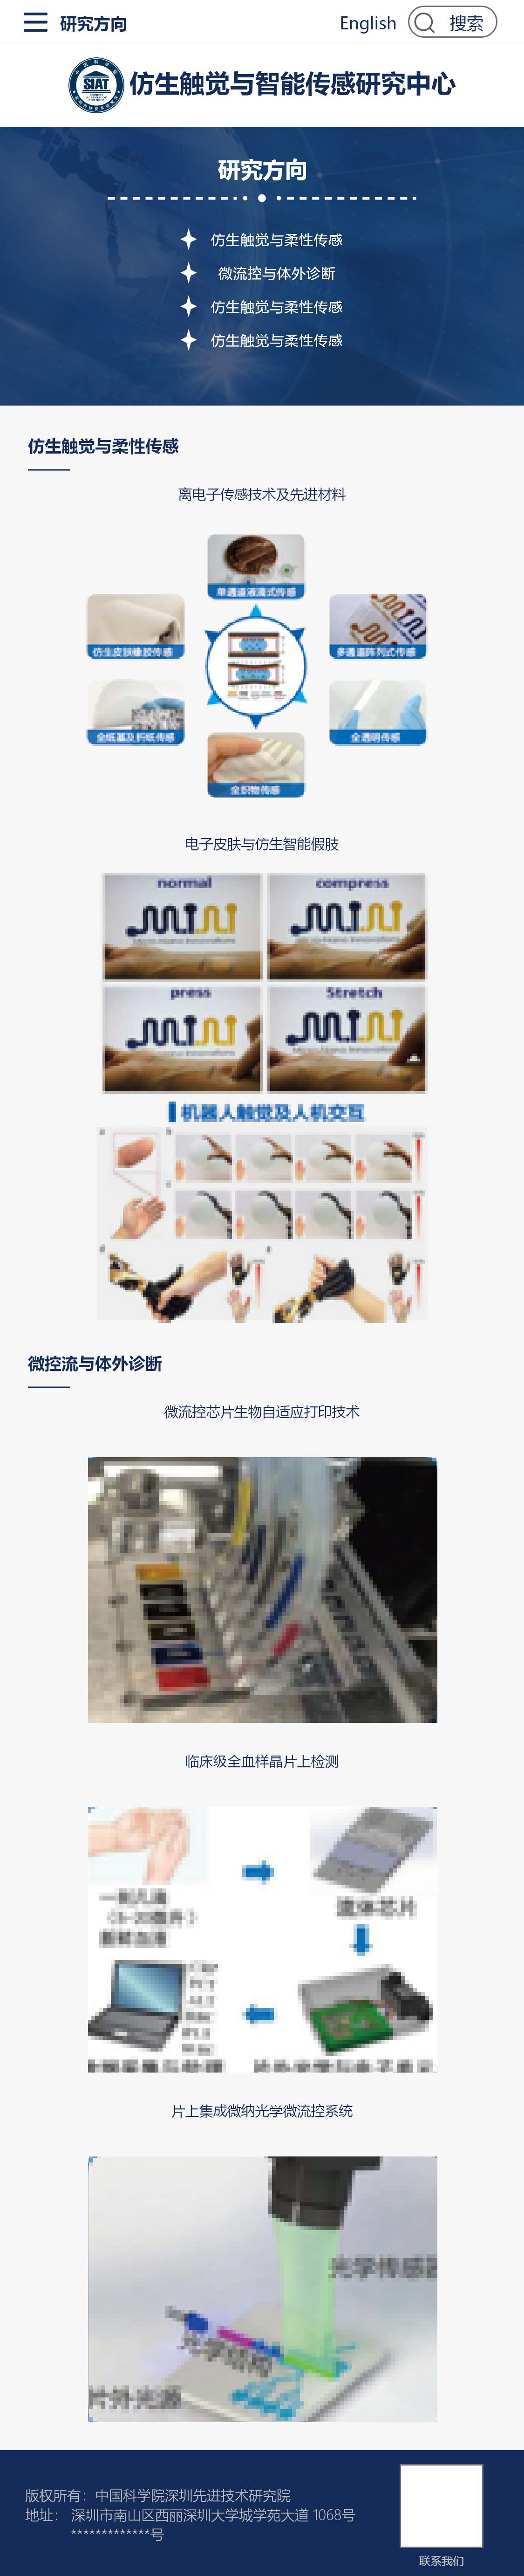 研究方向
English
搜索
SIAT
仿生触觉与智能传感研究中心
研究方向
仿生触觉与柔性传感
微流控与体外诊断
仿生触觉与柔性传感
仿生触觉与柔性传感
仿生触觉与柔性传感
离电子传感技术及先进材料
单通道液滴式传感
仿生皮肤橡胶传感
多通道阵列式传感
全纸基及折纸传感
全透明传感
全织物传感
电子皮肤与仿生智能假肢
normal
compress
mini
mini
press
Stretch
mini
mini
机器人触觉及人机交互
微控流与体外诊断
微流控芯片生物自适应打印技术
临床级全血样晶片上检测
片上集成微纳光学微流控系统
版权所有：中国科学院深圳先进技术研究院
地址： 深圳市南山区西丽深圳大学城学苑大道 1068号
*************号
联系我们